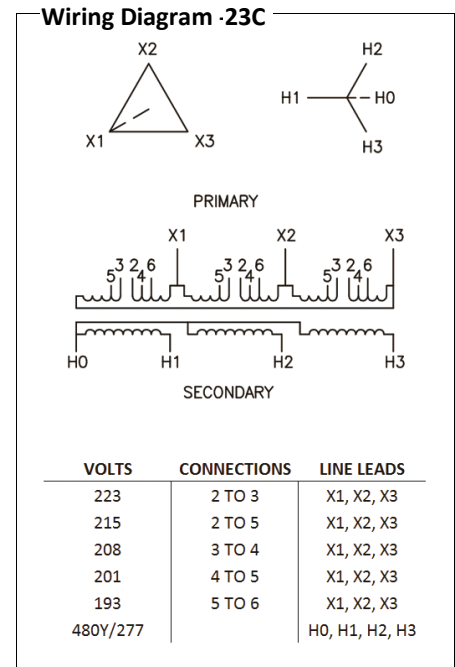 Wiring Diagram -23C
X2
H2
H1
H0
X1
X3
H3
PRIMARY
X1 X2 X3
5 3 2 4 6 5 3 2 4 6 5 3 2 4 6
H0 H1 H2 H3
SECONDARY
VOLTS CONNECTIONS LINE LEADS
223 2 TO 3 X1, X2, X3
215 2 TO 5 X1, X2, X3
208 3 TO 4 X1, X2, X3
201 4 TO 5 X1, X2, X3
193 5 TO 6 X1, X2, X3
480Y/277 H0, H1, H2, H3